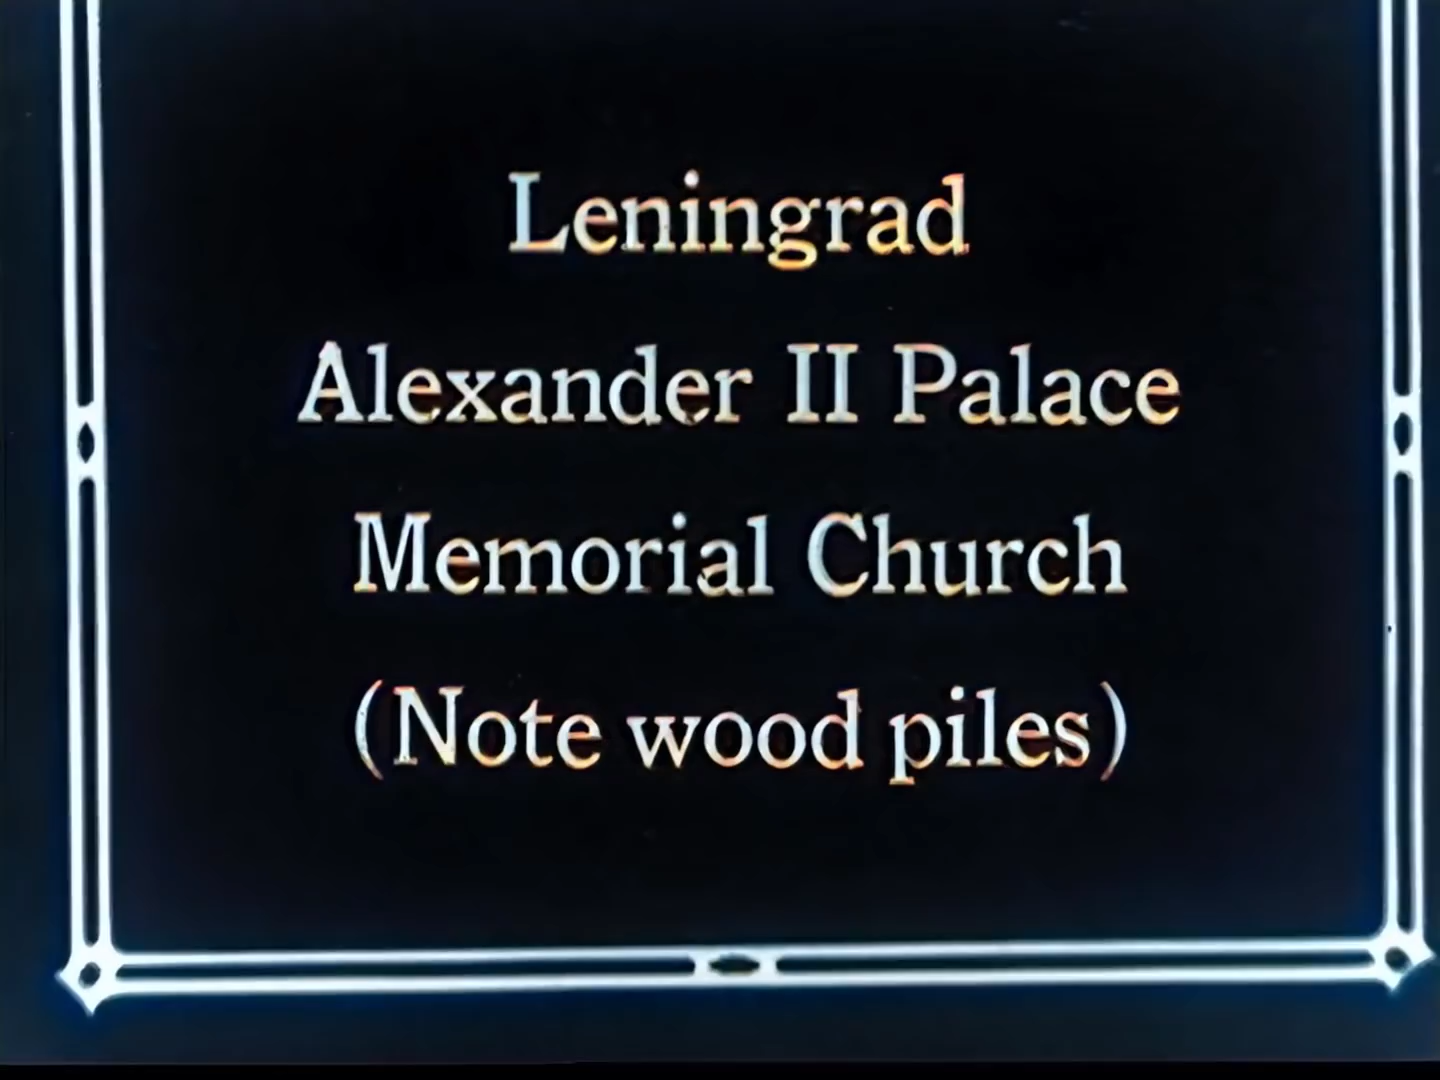 Leningrad
Alexander II Palace
Memorial Church
(Note wood piles)